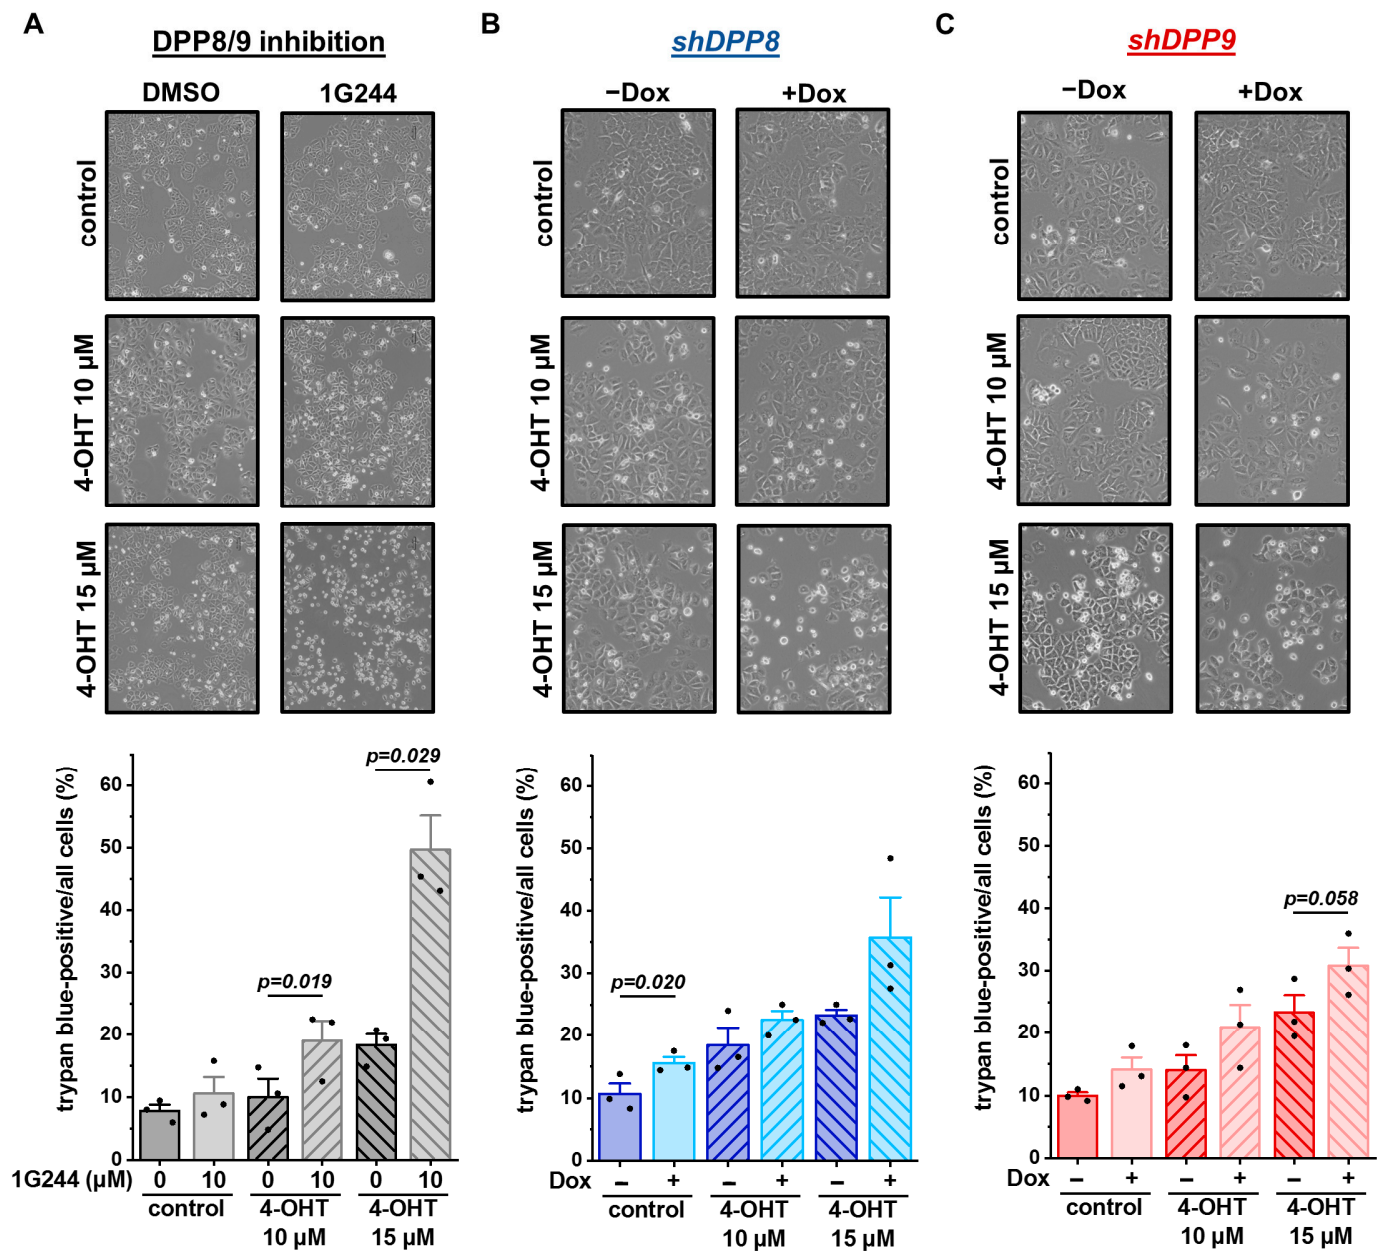 A
DPP8/9 inhibition
DMSO
1G244
control
4-OHT 10 µM
4-OHT 15 µM
trypan blue-positive/all cells (%)
60
50
40
30
20
10
0
p=0.019
p=0.029
1G244 (µM)
0 10 0 10 0 10
control
4-OHT
10 µM
4-OHT
15 µM
B
shDPP8
−Dox
+Dox
control
4-OHT 10 µM
4-OHT 15 µM
trypan blue-positive/all cells (%)
60
50
40
30
20
10
0
p=0.020
Dox
− + − + − +
control
4-OHT
10 µM
4-OHT
15 µM
C
shDPP9
−Dox
+Dox
control
4-OHT 10 µM
4-OHT 15 µM
trypan blue-positive/all cells (%)
60
50
40
30
20
10
0
p=0.058
Dox
− + − + − +
control
4-OHT
10 µM
4-OHT
15 µM